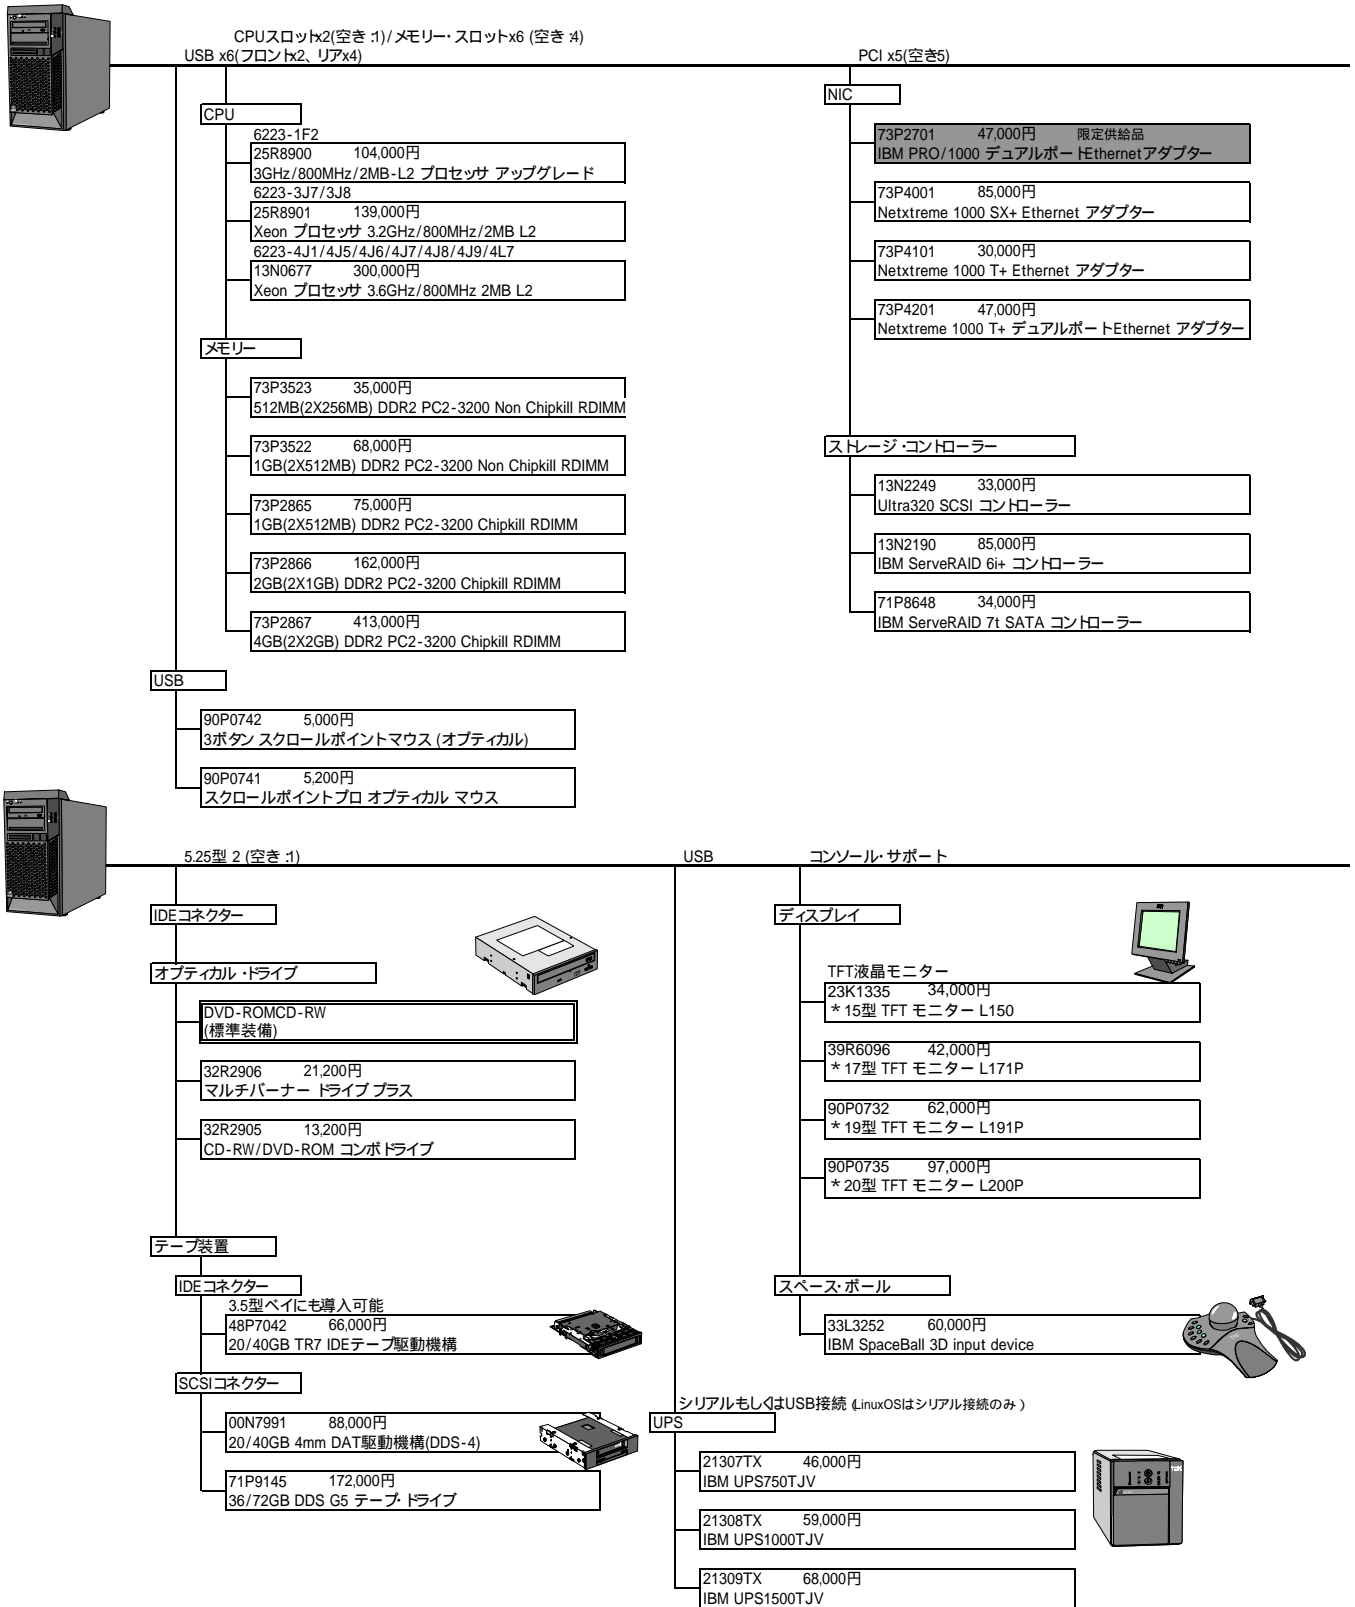 CPUスロットx2(空き:1)/メモリー・スロットx6 (空き:4)
USB x6(フロントx2、リアx4)
PCI x5(空き5)
CPU
6223-1F2
25R8900 104,000円
3GHz/800MHz/2MB-L2 プロセッサ アップグレード
6223-3J7/3J8
25R8901 139,000円
Xeon プロセッサ 3.2GHz/800MHz/2MB L2
6223-4J1/4J5/4J6/4J7/4J8/4J9/4L7
13N0677 300,000円
Xeon プロセッサ 3.6GHz/800MHz 2MB L2
メモリー
73P3523 35,000円
512MB(2X256MB) DDR2 PC2-3200 Non Chipkill RDIMM
73P3522 68,000円
1GB(2X512MB) DDR2 PC2-3200 Non Chipkill RDIMM
73P2865 75,000円
1GB(2X512MB) DDR2 PC2-3200 Chipkill RDIMM
73P2866 162,000円
2GB(2X1GB) DDR2 PC2-3200 Chipkill RDIMM
73P2867 413,000円
4GB(2X2GB) DDR2 PC2-3200 Chipkill RDIMM
USB
90P0742 5,000円
3ボタン スクロールポイントマウス (オプティカル)
90P0741 5,200円
スクロールポイントプロ オプティカル マウス
NIC
73P2701 47,000円 限定供給品
IBM PRO/1000 デュアルポートEthernetアダプター
73P4001 85,000円
Netxtreme 1000 SX+ Ethernet アダプター
73P4101 30,000円
Netxtreme 1000 T+ Ethernet アダプター
73P4201 47,000円
Netxtreme 1000 T+ デュアルポートEthernet アダプター
ストレージ・コントローラー
13N2249 33,000円
Ultra320 SCSI コントローラー
13N2190 85,000円
IBM ServeRAID 6i+ コントローラー
71P8648 34,000円
IBM ServeRAID 7t SATA コントローラー
5.25型 2 (空き:1)
USB
コンソール・サポート
IDEコネクター
オプティカル・ドライブ
DVD-ROMCD-RW
(標準装備)
32R2906 21,200円
マルチバーナー ドライブ プラス
32R2905 13,200円
CD-RW/DVD-ROM コンボドライブ
テープ装置
IDEコネクター
3.5型ベイにも導入可能
48P7042 66,000円
20/40GB TR7 IDEテープ駆動機構
SCSIコネクター
00N7991 88,000円
20/40GB 4mm DAT駆動機構(DDS-4)
71P9145 172,000円
36/72GB DDS G5 テープ・ドライブ
ディスプレイ
TFT液晶モニター
23K1335 34,000円
*15型 TFT モニター L150
39R6096 42,000円
*17型 TFT モニター L171P
90P0732 62,000円
*19型 TFT モニター L191P
90P0735 97,000円
*20型 TFT モニター L200P
スペース・ボール
33L3252 60,000円
IBM SpaceBall 3D input device
シリアルもしくはUSB接続 (LinuxOSはシリアル接続のみ)
UPS
21307TX 46,000円
IBM UPS750TJV
21308TX 59,000円
IBM UPS1000TJV
21309TX 68,000円
IBM UPS1500TJV